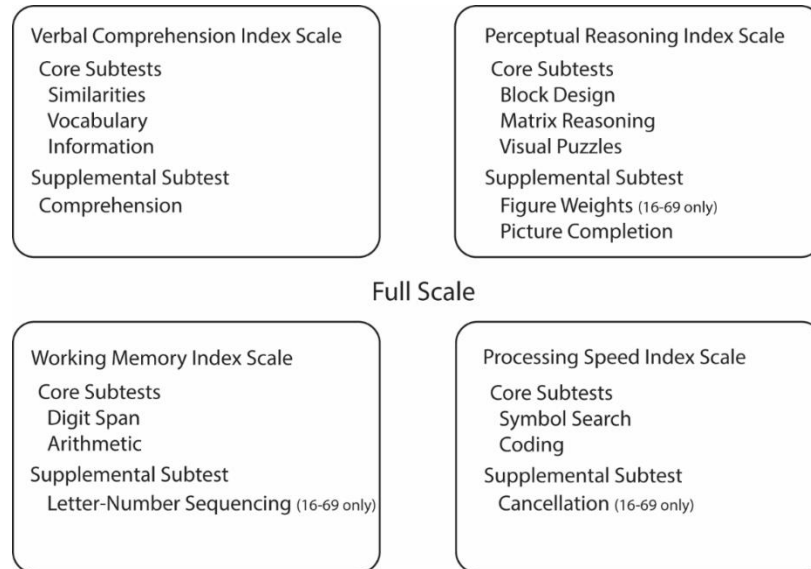 Verbal Comprehension Index Scale
Core Subtests
Similarities
Vocabulary
Information
Supplemental Subtest
Comprehension
Perceptual Reasoning Index Scale
Core Subtests
Block Design
Matrix Reasoning
Visual Puzzles
Supplemental Subtest
Figure Weights (16-69 only)
Picture Completion
Full Scale
Working Memory Index Scale
Core Subtests
Digit Span
Arithmetic
Supplemental Subtest
Letter-Number Sequencing (16-69 only)
Processing Speed Index Scale
Core Subtests
Symbol Search
Coding
Supplemental Subtest
Cancellation (16-69 only)